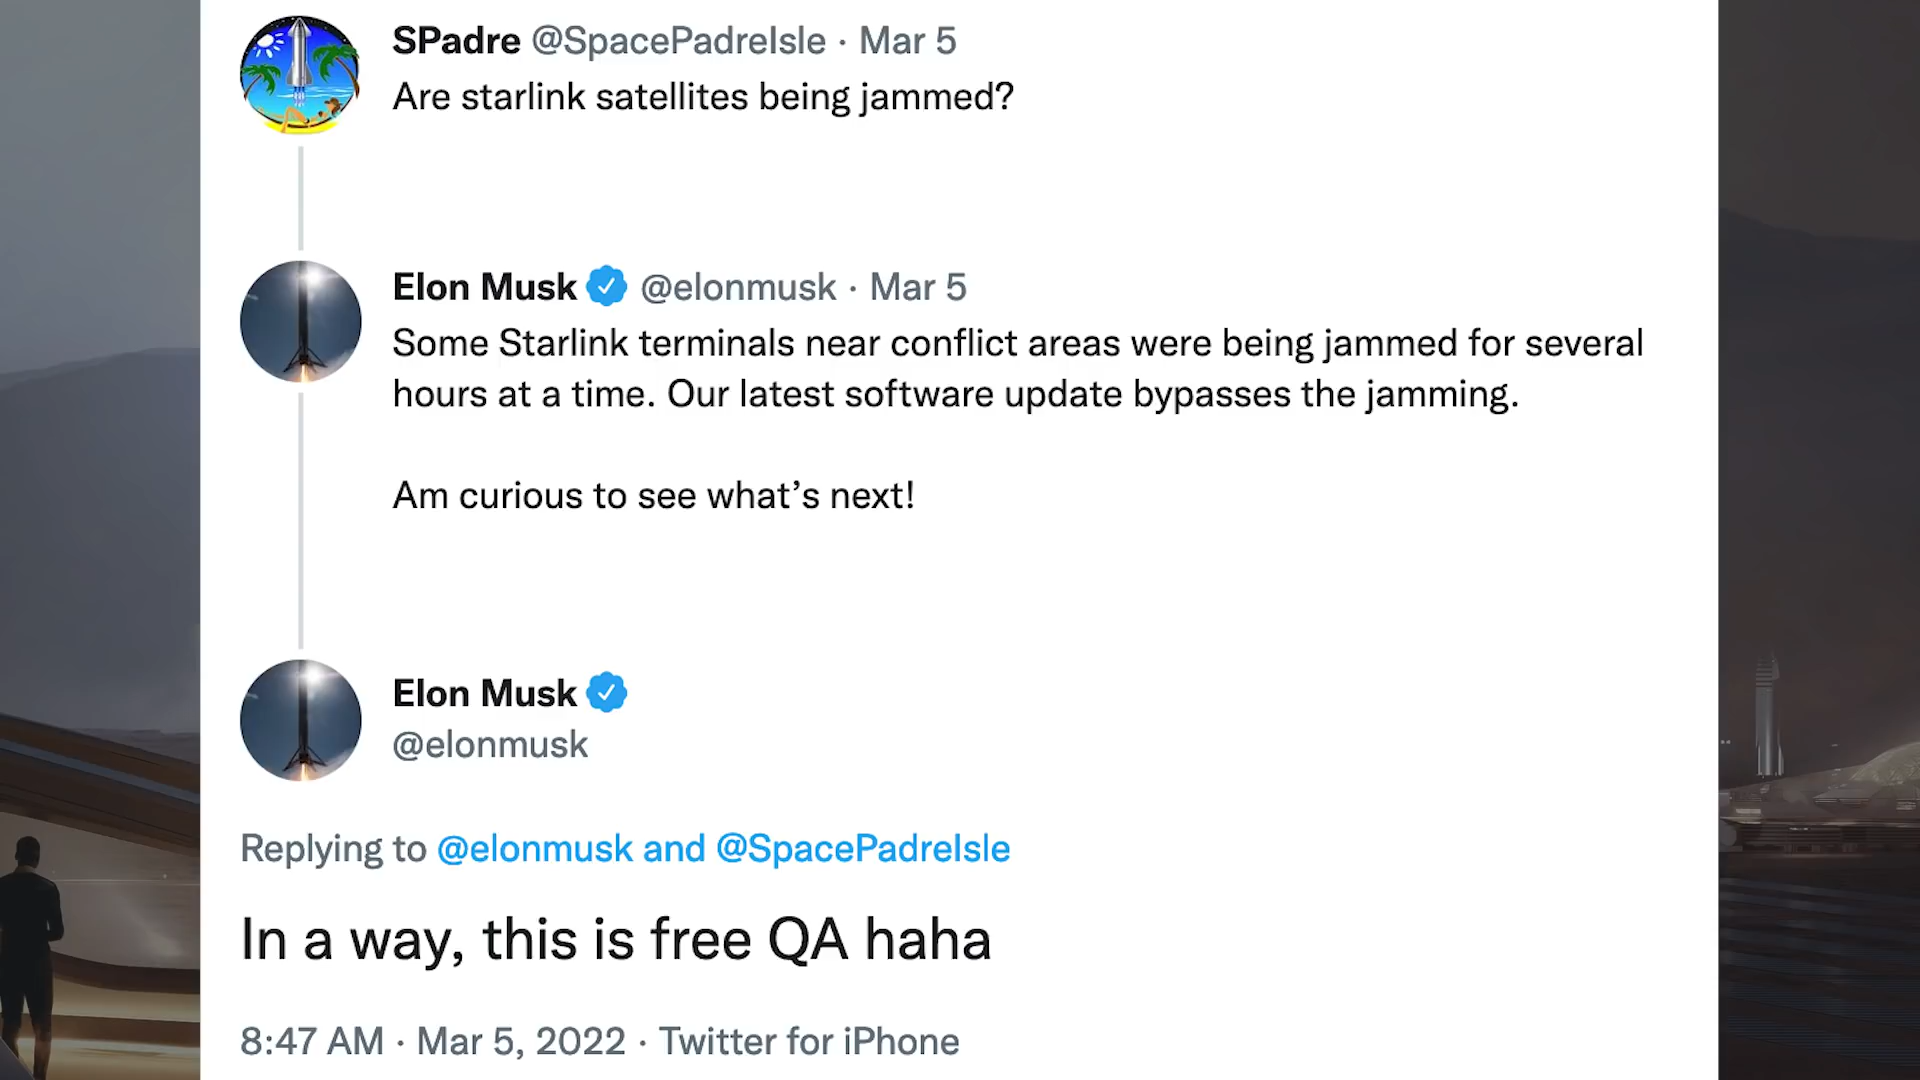 SPadre @SpacePadreIsle · Mar 5
Are starlink satellites being jammed?
Elon Musk @elonmusk · Mar 5
Some Starlink terminals near conflict areas were being jammed for several
hours at a time. Our latest software update bypasses the jamming.
Am curious to see what’s next!
Elon Musk
@elonmusk
Replying to @elonmusk and @SpacePadreIsle
In a way, this is free QA haha
8:47 AM · Mar 5, 2022 · Twitter for iPhone